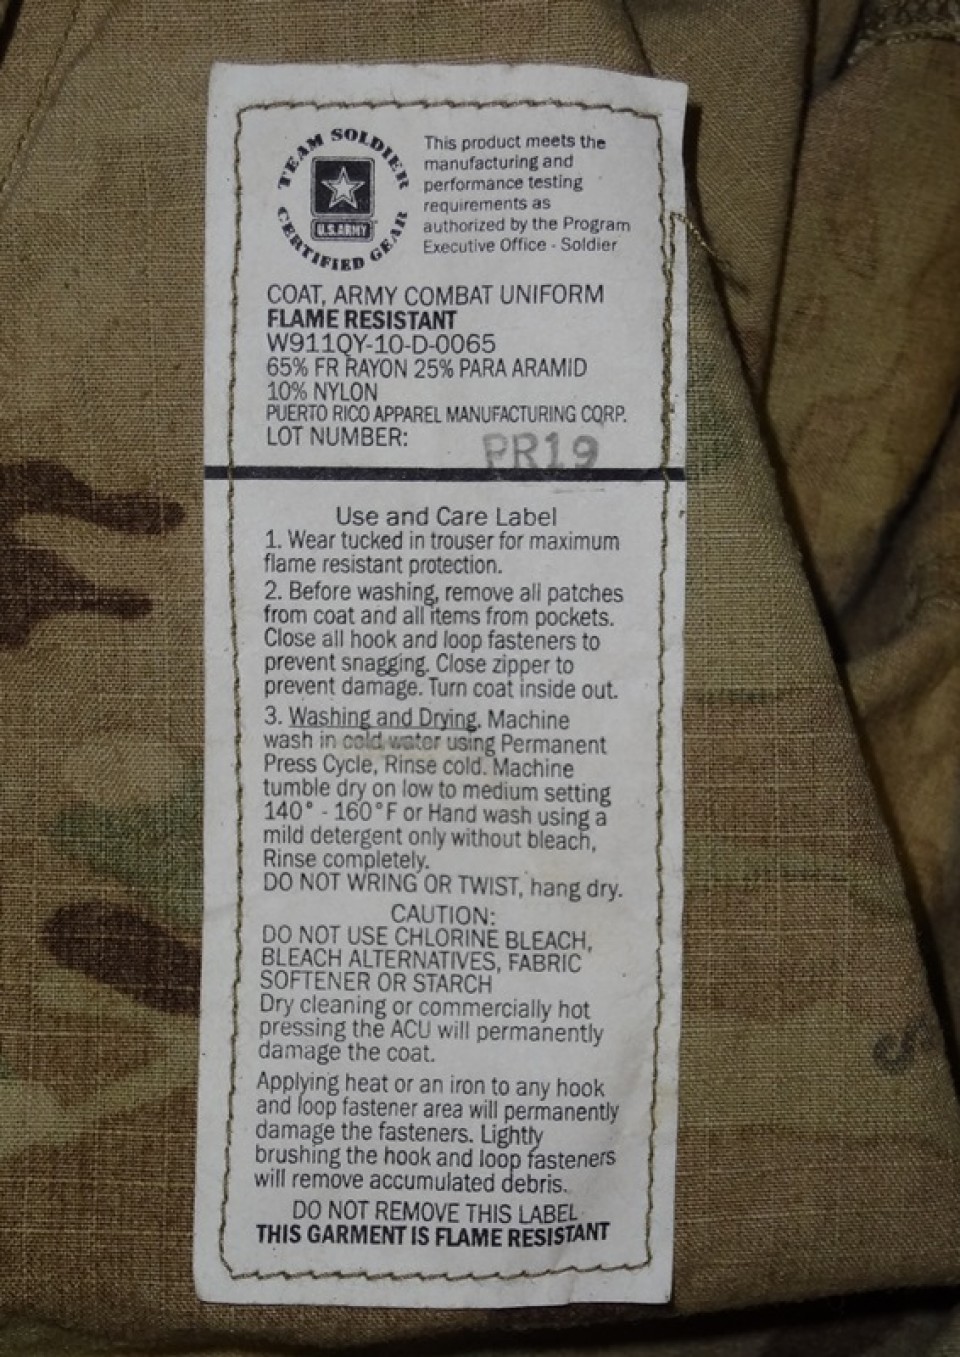 TEAM SOLDIER
U.S.ARMY
CERTIFIED GEAR
This product meets the
manufacturing and
performance testing
requirements as
authorized by the Program
Executive Office - Soldier
COAT, ARMY COMBAT UNIFORM
FLAME RESISTANT
W911QY-10-D-0065
65% FR RAYON 25% PARA ARAMID
10% NYLON
PUERTO RICO APPAREL MANUFACTURING CORP.
LOT NUMBER: PR19
Use and Care Label
1. Wear tucked in trouser for maximum
flame resistant protection.
2. Before washing, remove all patches
from coat and all items from pockets.
Close all hook and loop fasteners to
prevent snagging. Close zipper to
prevent damage. Turn coat inside out.
3. Washing and Drying. Machine
wash in cold water using Permanent
Press Cycle, Rinse cold. Machine
tumble dry on low to medium setting
140° - 160°F or Hand wash using a
mild detergent only without bleach,
Rinse completely.
DO NOT WRING OR TWIST, hang dry.
CAUTION:
DO NOT USE CHLORINE BLEACH,
BLEACH ALTERNATIVES, FABRIC
SOFTENER OR STARCH
Dry cleaning or commercially hot
pressing the ACU will permanently
damage the coat.
Applying heat or an iron to any hook
and loop fastener area will permanently
damage the fasteners. Lightly
brushing the hook and loop fasteners
will remove accumulated debris.
DO NOT REMOVE THIS LABEL
THIS GARMENT IS FLAME RESISTANT